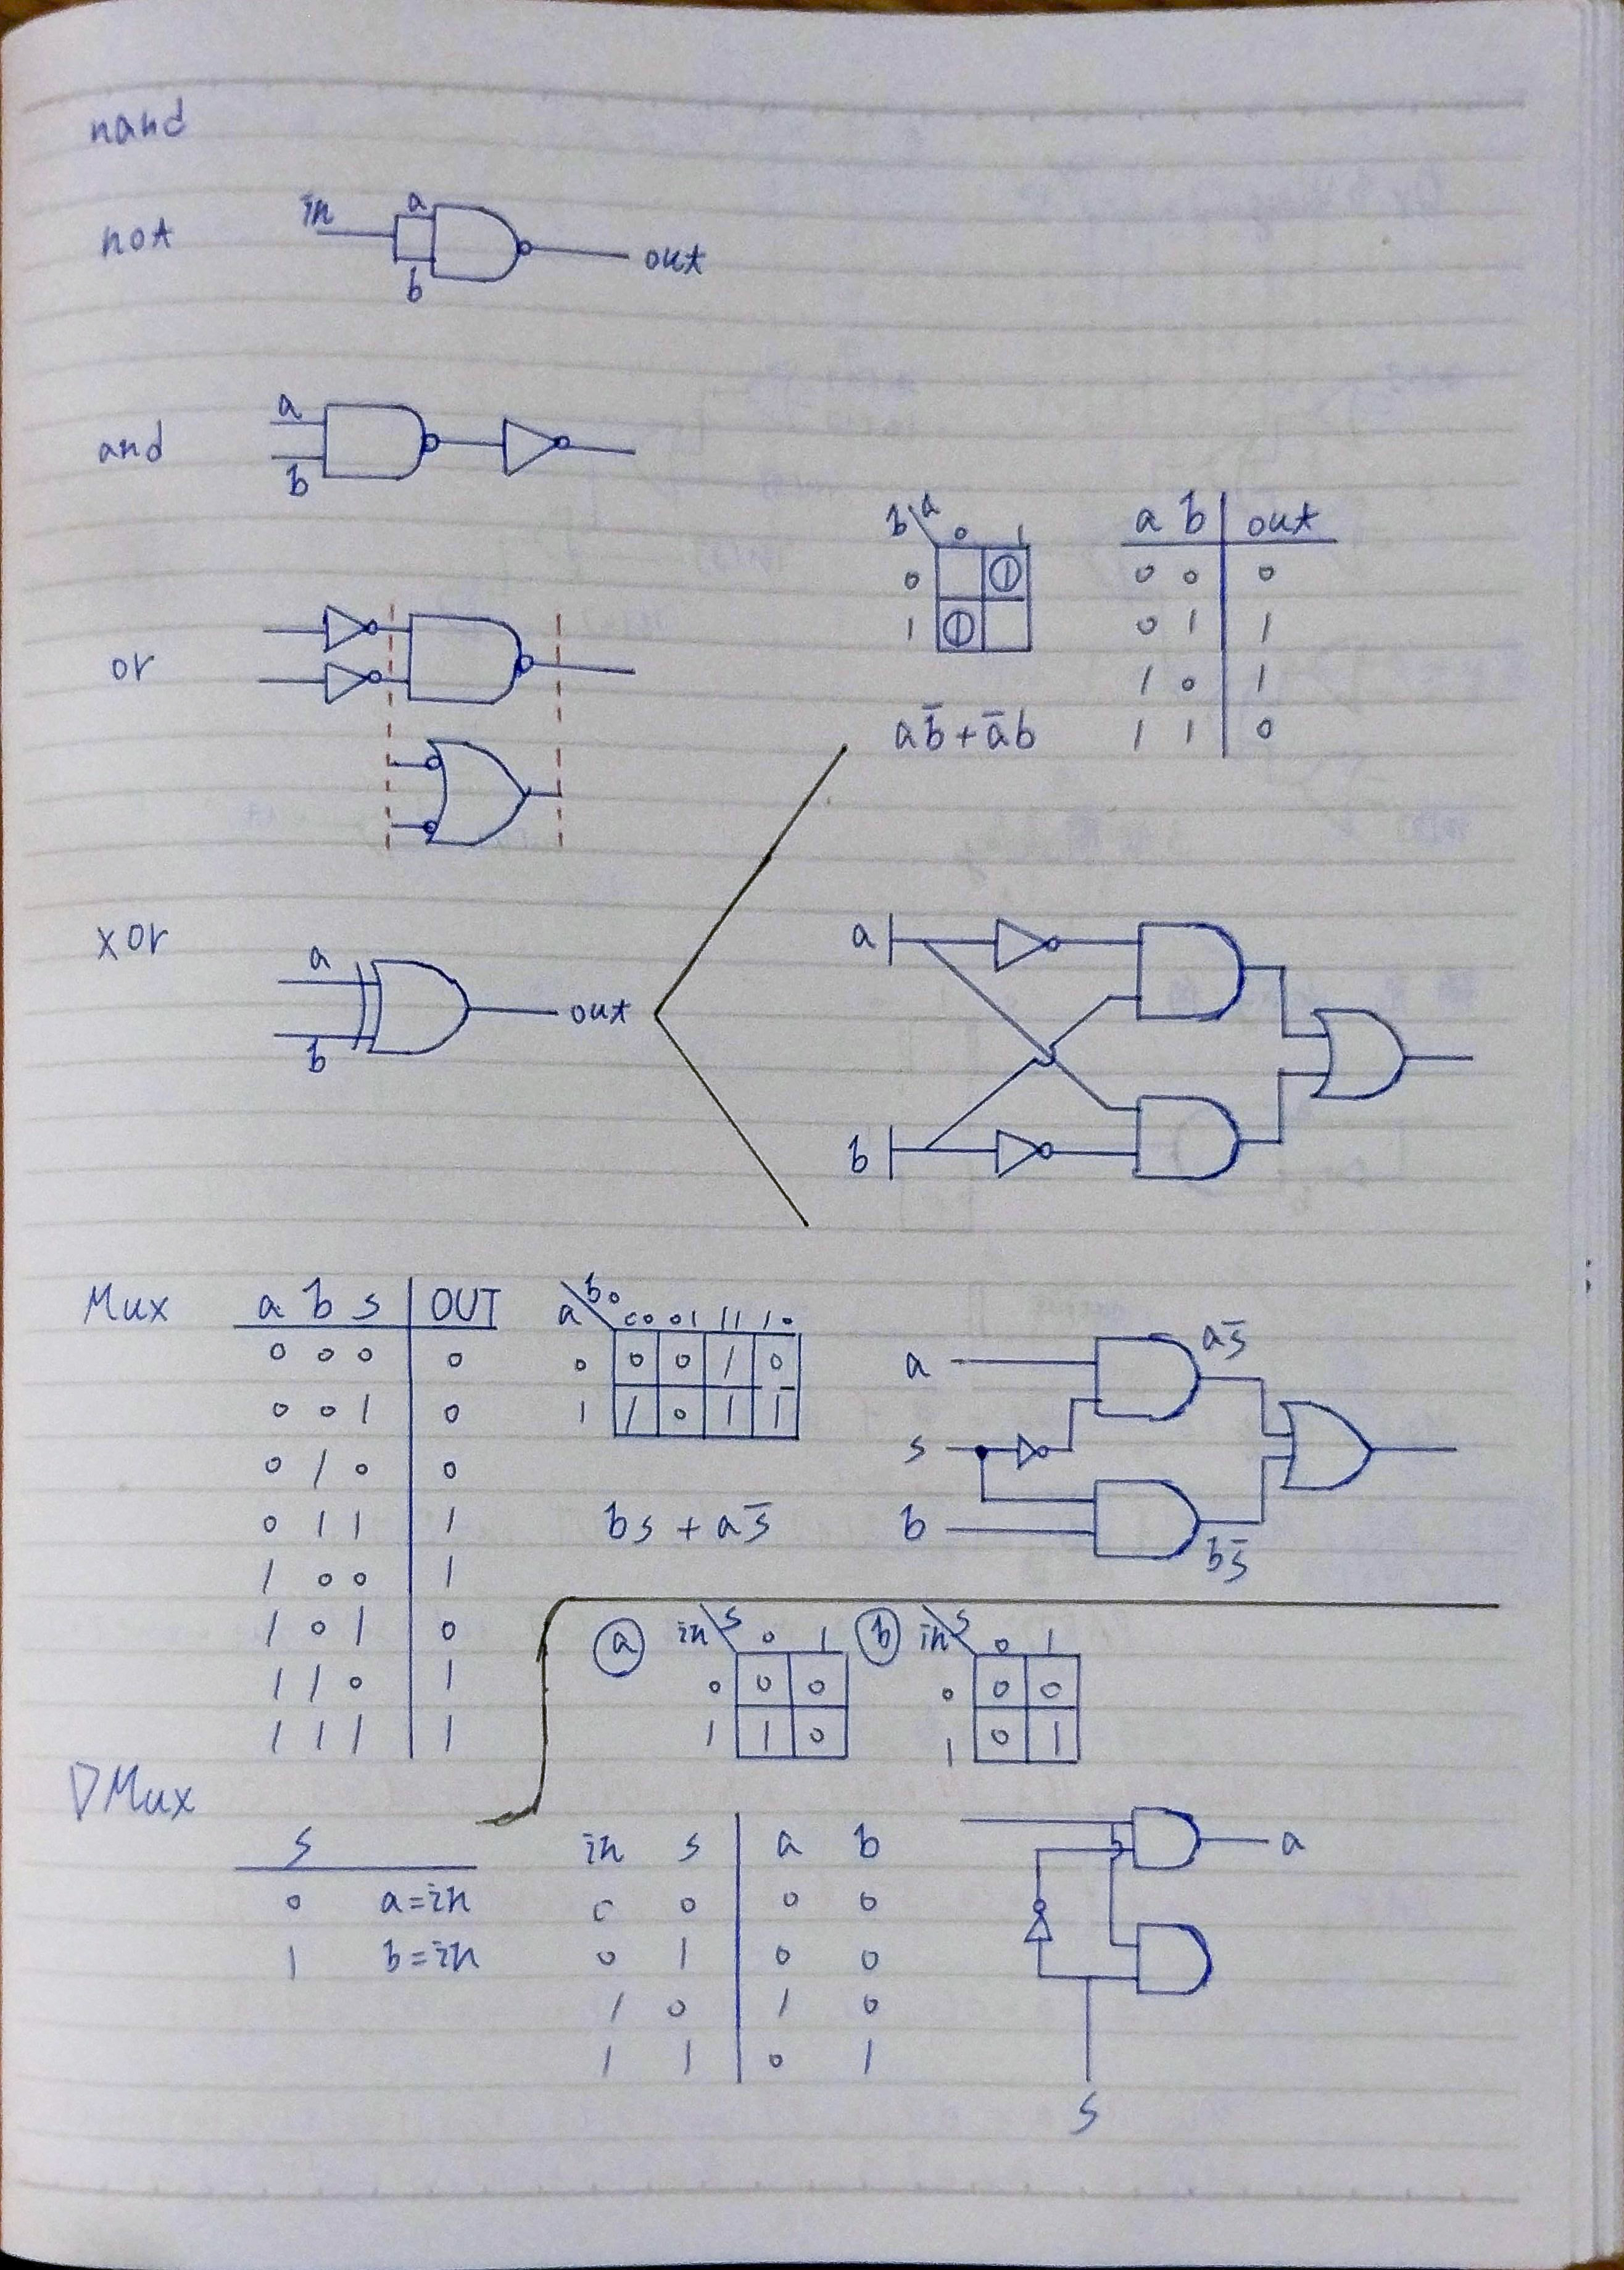 nand
not
in
a
b
out
and
a
b
b\a 0 1
0 1
1 1
a b out
0 0 0
0 1 1
1 0 1
1 1 0
ab̅ + a̅b
or
xor
a
b
out
a
b
Mux
a b s OUT
0 0 0 0
0 0 1 0
0 1 0 0
0 1 1 1
1 0 0 1
1 0 1 0
1 1 0 1
1 1 1 1
a\b 0
00 01 11 10
0 0 0 1 0
1 1 0 1 1
bs + as̅
a
s
b
as̅
bs̅
DMux
s
0 a=in
1 b=in
a
in\s 0 1
0 0 0
1 1 0
b
in\s 0 1
0 0 0
1 0 1
in s a b
0 0 0 0
0 1 0 0
1 0 1 0
1 1 0 1
a
s